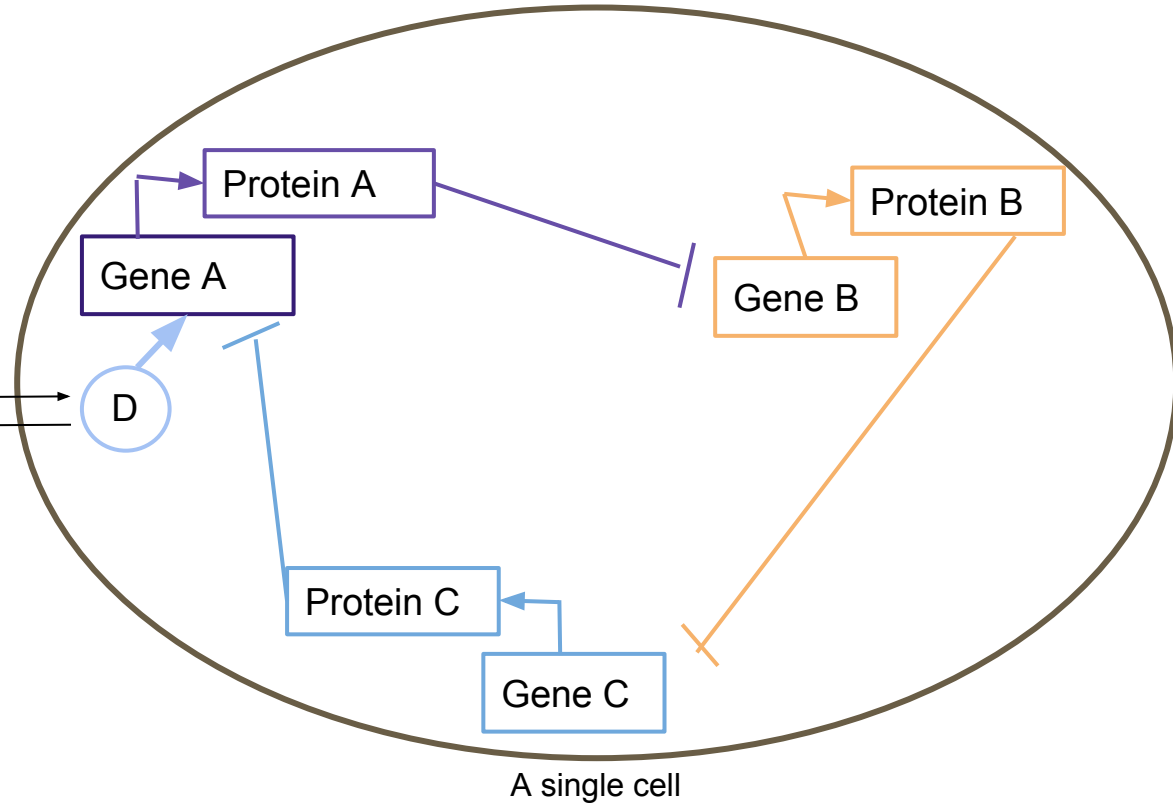 Protein A
Protein B
Gene A
Gene B
D
Protein C
Gene C
A single cell